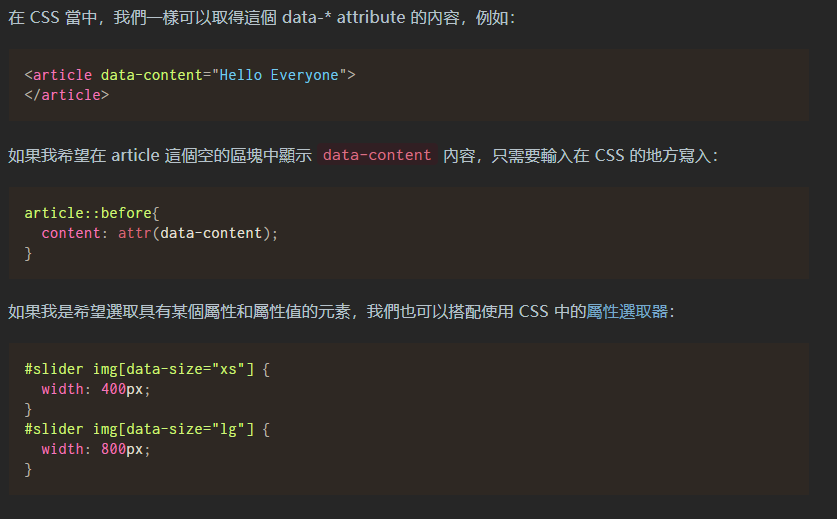 在 CSS 當中，我們一樣可以取得這個 data-* attribute 的內容，例如：
<article data-content="Hello Everyone">
</article>
如果我希望在 article 這個空的區塊中顯示 data-content 內容，只需要輸入在 CSS 的地方寫入：
article::before{
  content: attr(data-content);
}
如果我是希望選取具有某個屬性和屬性值的元素，我們也可以搭配使用 CSS 中的屬性選取器：
#slider img[data-size="xs"] {
  width: 400px;
}
#slider img[data-size="lg"] {
  width: 800px;
}